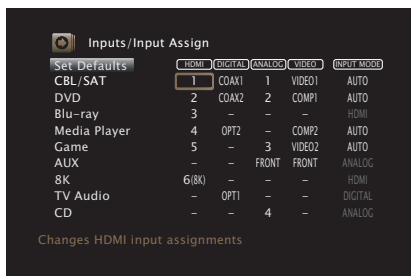 Inputs/Input Assign
Set Defaults HDMI DIGITAL ANALOG VIDEO INPUT MODE
CBL/SAT 1 COAX1 1 VIDEO1 AUTO
DVD 2 COAX2 2 COMP1 AUTO
Blu-ray 3 – – – HDMI
Media Player 4 OPT2 – COMP2 AUTO
Game 5 – 3 VIDEO2 AUTO
AUX – – FRONT FRONT ANALOG
8K 6(8K) – – – HDMI
TV Audio – OPT1 – – DIGITAL
CD – – 4 – ANALOG
Changes HDMI input assignments